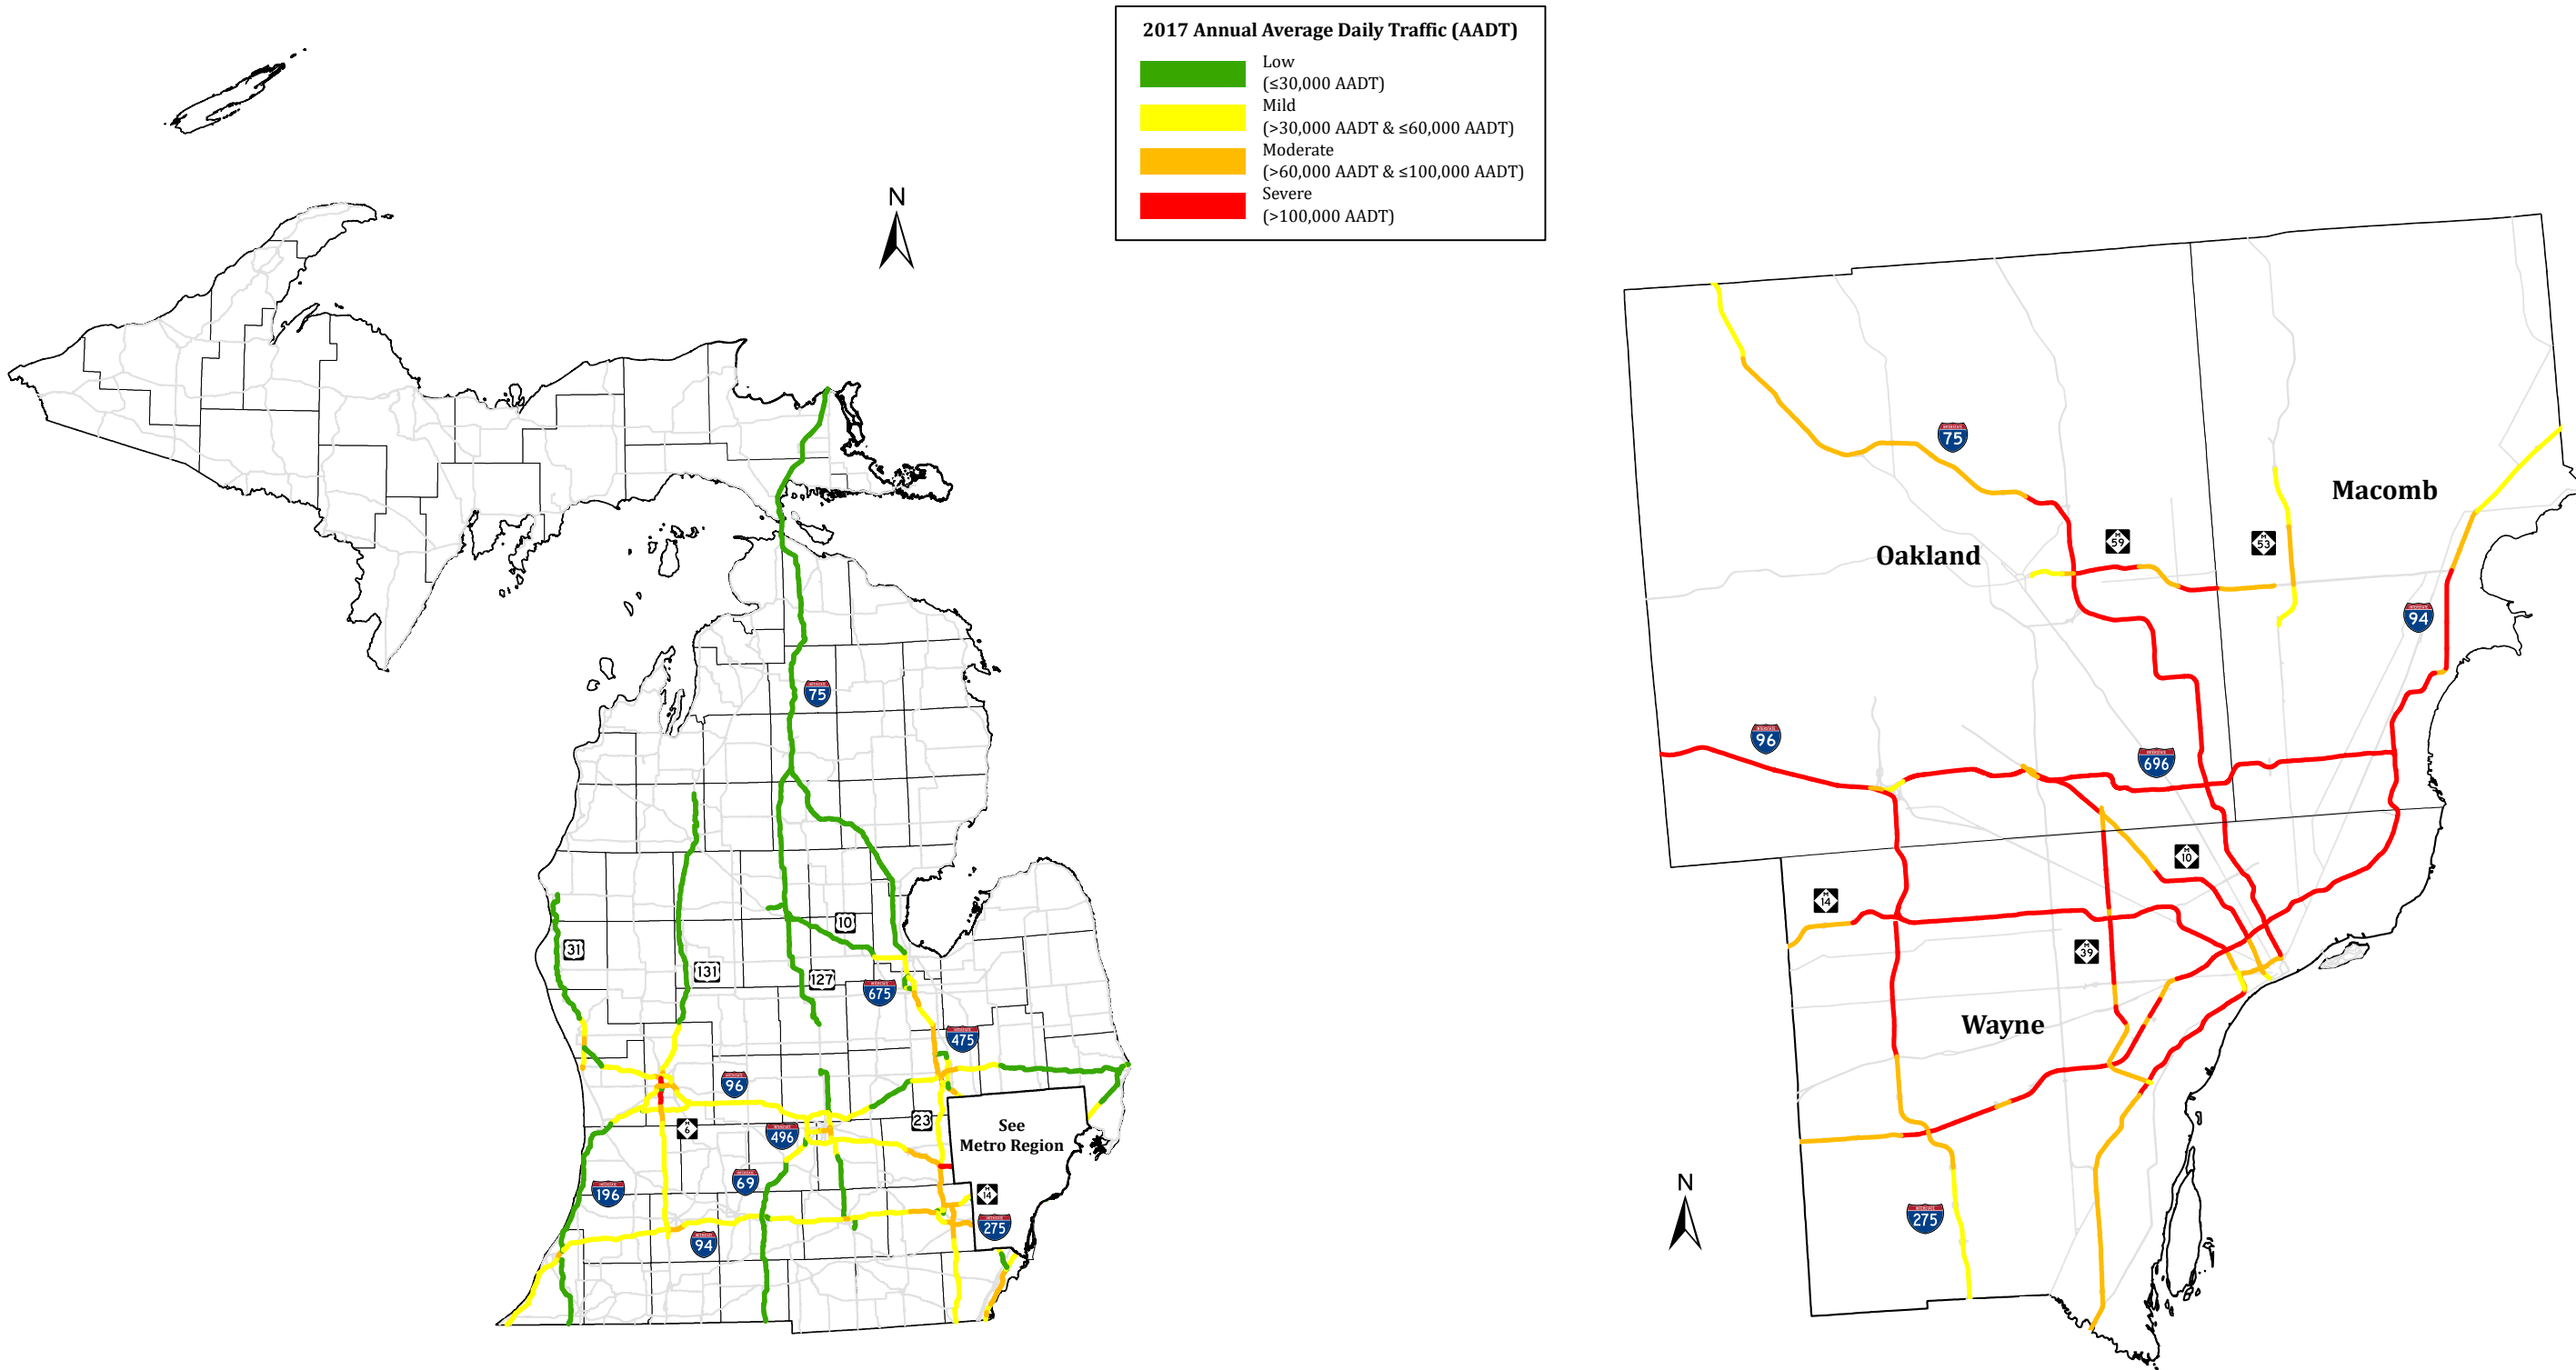 2017 Annual Average Daily Traffic (AADT)
Low
(≤30,000 AADT)
Mild
(>30,000 AADT & ≤60,000 AADT)
Moderate
(>60,000 AADT & ≤100,000 AADT)
Severe
(>100,000 AADT)
N
75
10
31
131
127
675
475
96
M
6
496
23
See
Metro Region
69
196
M
14
275
94
75
Macomb
M
59
M
53
Oakland
94
96
696
M
10
M
14
M
39
Wayne
N
275